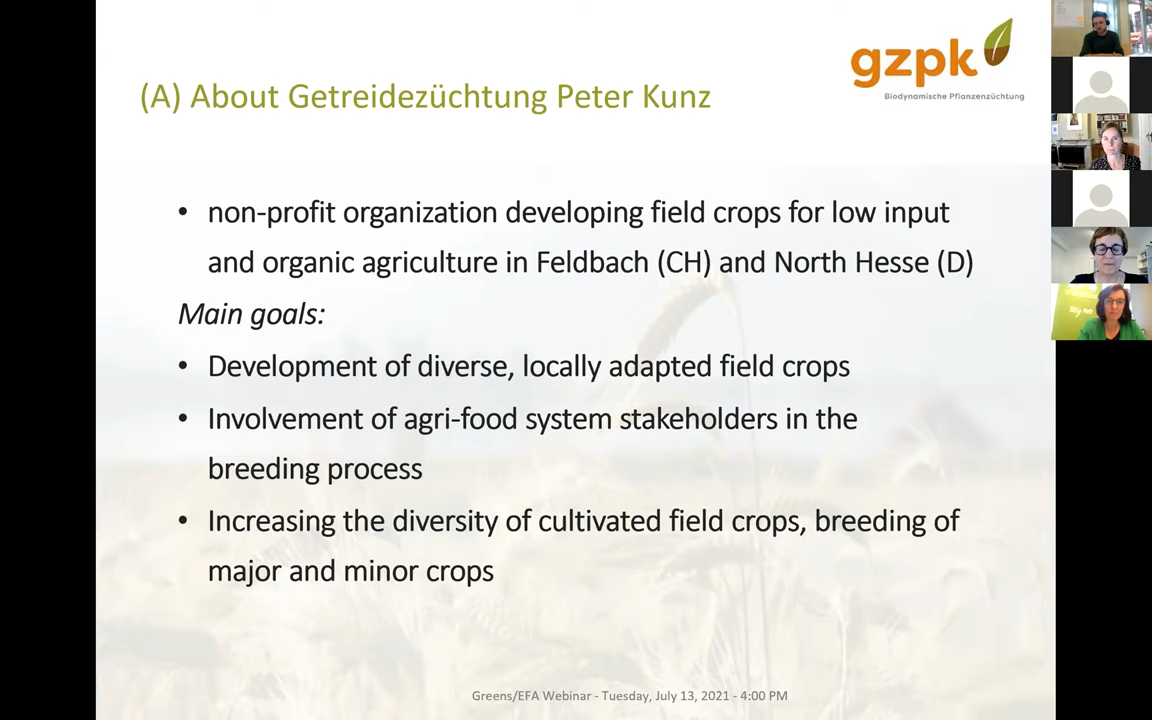 gzpk
Biodynamische Pflanzenzüchtung
(A) About Getreidezüchtung Peter Kunz
• non-profit organization developing field crops for low input
and organic agriculture in Feldbach (CH) and North Hesse (D)
Main goals:
• Development of diverse, locally adapted field crops
• Involvement of agri-food system stakeholders in the
breeding process
• Increasing the diversity of cultivated field crops, breeding of
major and minor crops
Greens/EFA Webinar - Tuesday, July 13, 2021 - 4:00 PM